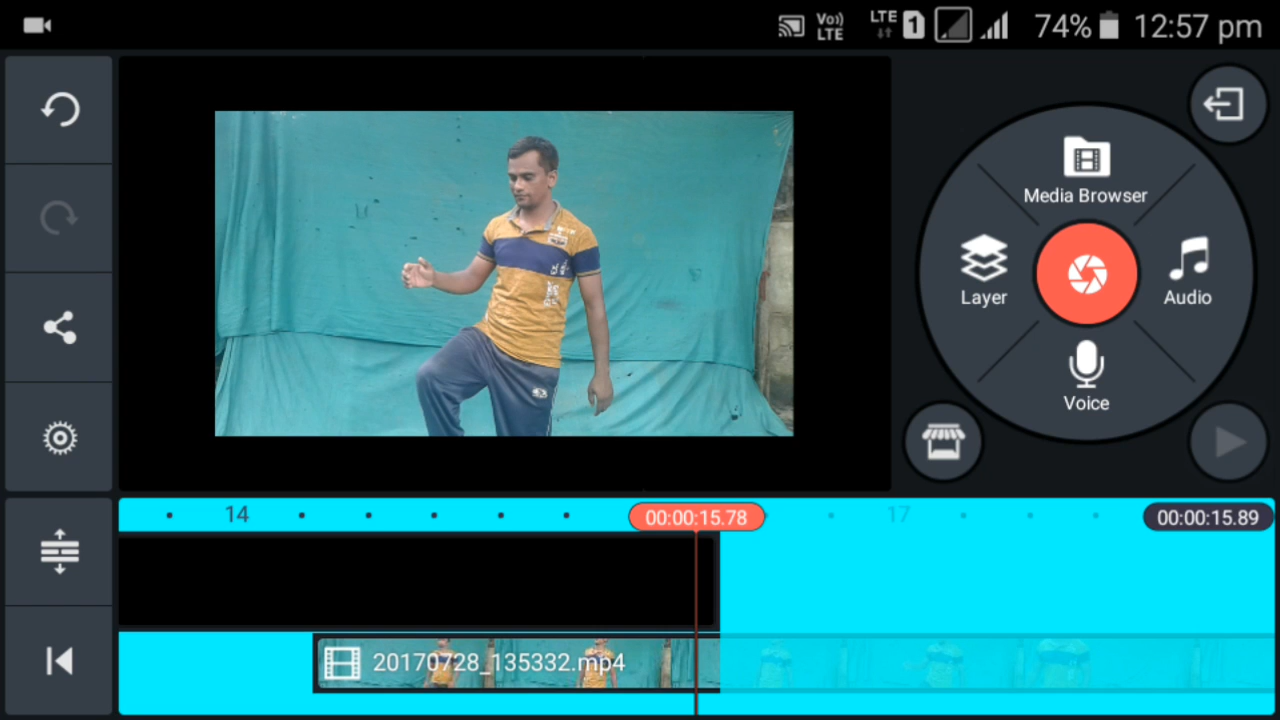 Vo)) LTE
LTE 1 74% 12:57 pm
Media Browser
Layer
Audio
Voice
14
00:00:15.78
17
00:00:15.89
20170728_135332.mp4